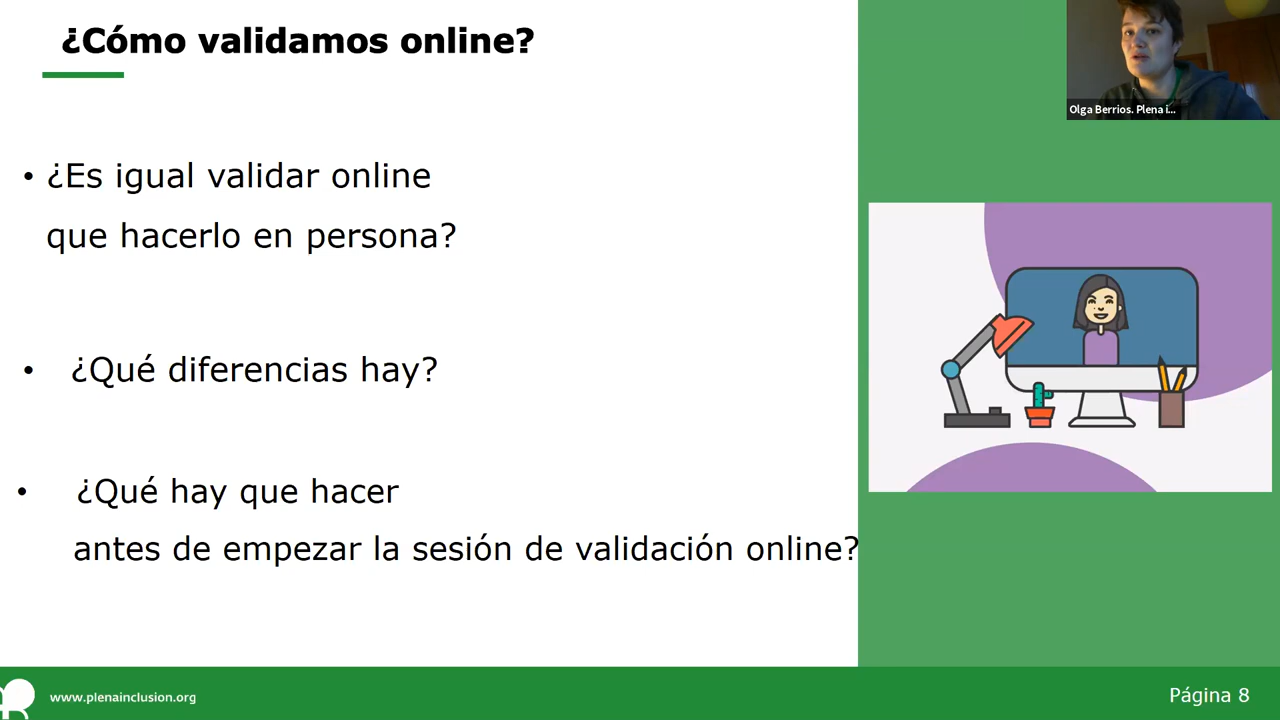 ¿Cómo validamos online?
Olga Berrios. Plena i...
• ¿Es igual validar online
que hacerlo en persona?
• ¿Qué diferencias hay?
• ¿Qué hay que hacer
antes de empezar la sesión de validación online?
www.plenainclusion.org
Página 8